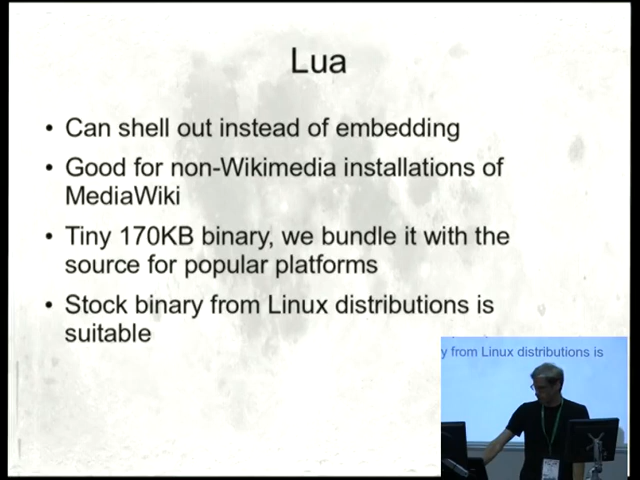 Lua
• Can shell out instead of embedding
• Good for non-Wikimedia installations of
MediaWiki
• Tiny 170KB binary, we bundle it with the
source for popular platforms
• Stock binary from Linux distributions is
suitable
y from Linux distributions is